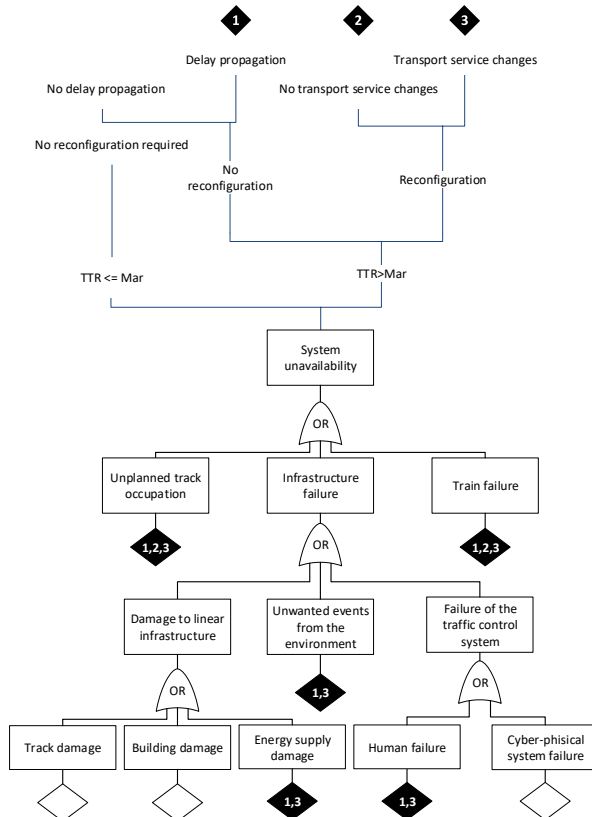 1
2
3
Delay propagation
Transport service changes
No delay propagation
No transport service changes
No reconfiguration required
No
reconfiguration
Reconfiguration
TTR <= Mar
TTR>Mar
System
unavailability
OR
Unplanned track
occupation
Infrastructure
failure
Train failure
1,2,3
OR
1,2,3
Damage to linear
infrastructure
Unwanted events
from the
environment
Failure of the
traffic control
system
OR
1,3
OR
Track damage
Building damage
Energy supply
damage
Human failure
Cyber-phisical
system failure
1,3
1,3